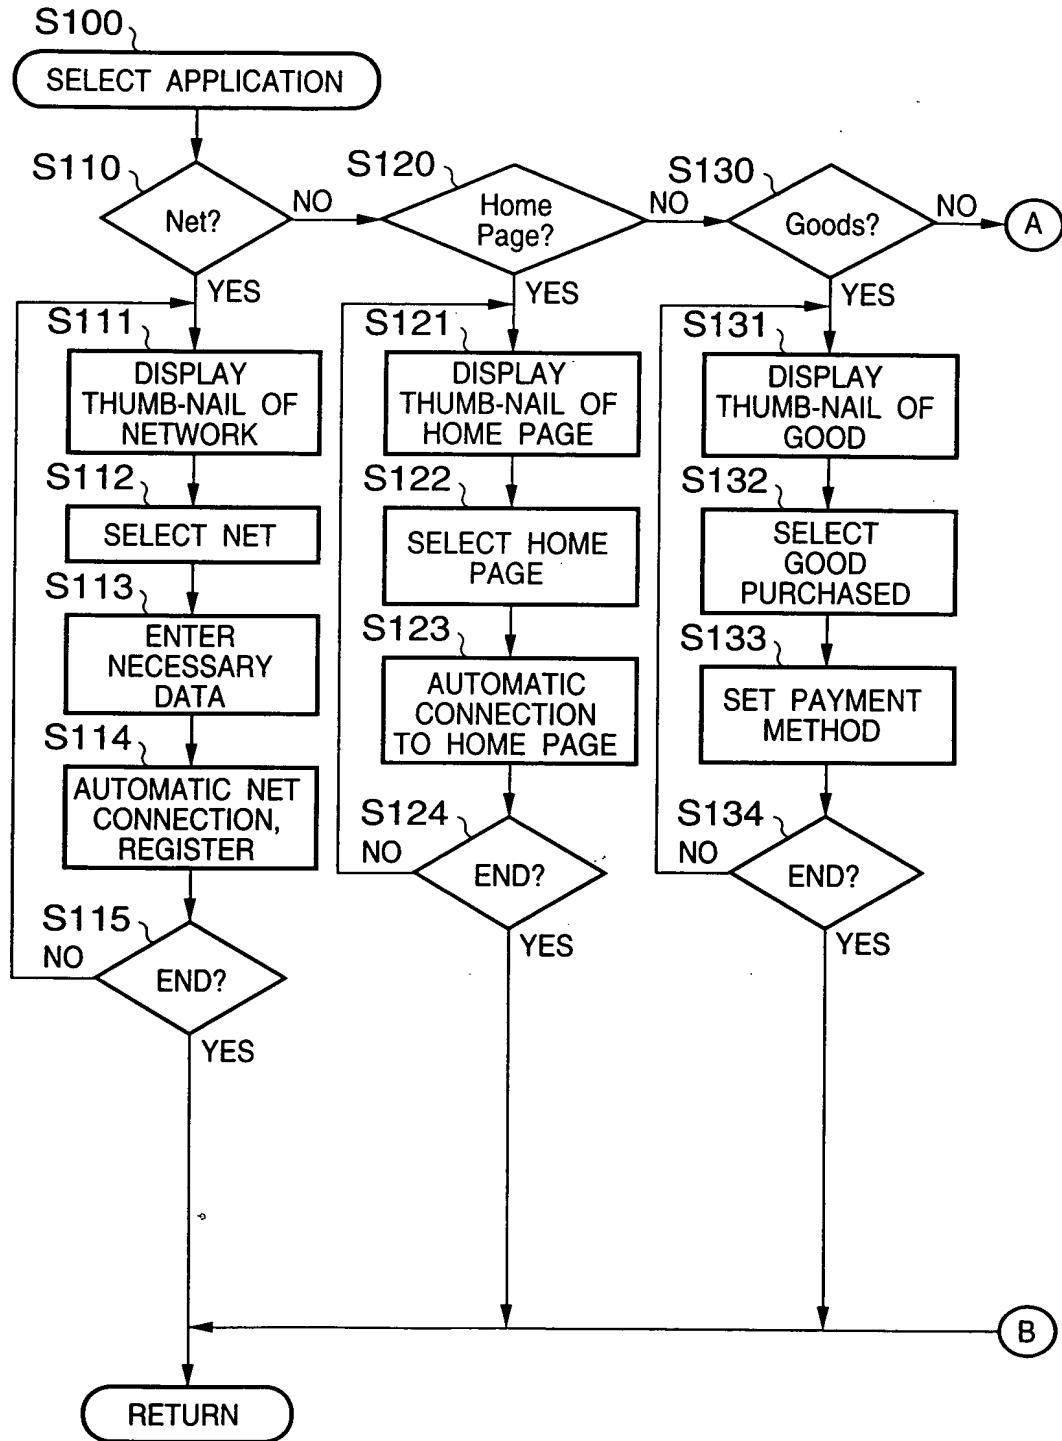 S100
SELECT APPLICATION
S110
Net?
NO
YES
S120
Home
Page?
NO
YES
S130
Goods?
NO
YES
A
S111
DISPLAY
THUMB-NAIL OF
NETWORK
S112
SELECT NET
S113
ENTER
NECESSARY
DATA
S114
AUTOMATIC NET
CONNECTION,
REGISTER
S115
NO
END?
YES
S121
DISPLAY
THUMB-NAIL OF
HOME PAGE
S122
SELECT HOME
PAGE
S123
AUTOMATIC
CONNECTION
TO HOME PAGE
S124
NO
END?
YES
S131
DISPLAY
THUMB-NAIL OF
GOOD
S132
SELECT
GOOD
PURCHASED
S133
SET PAYMENT
METHOD
S134
NO
END?
YES
B
RETURN